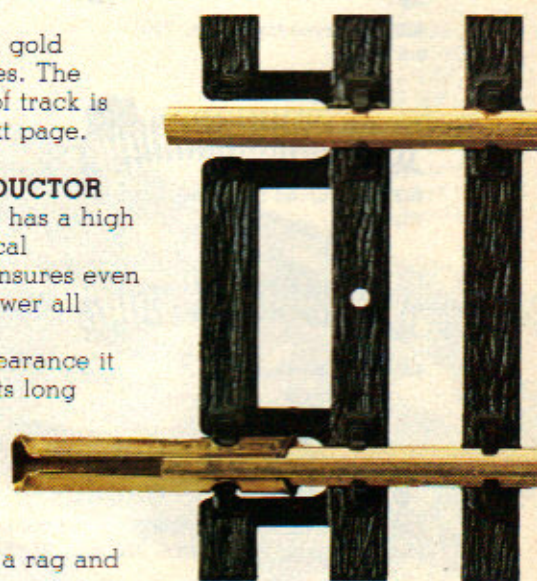 gold
es. The
of track is
xt page.
DUCTOR
has a high
cal
nsures even
wer all
earance it
ts long
a rag and